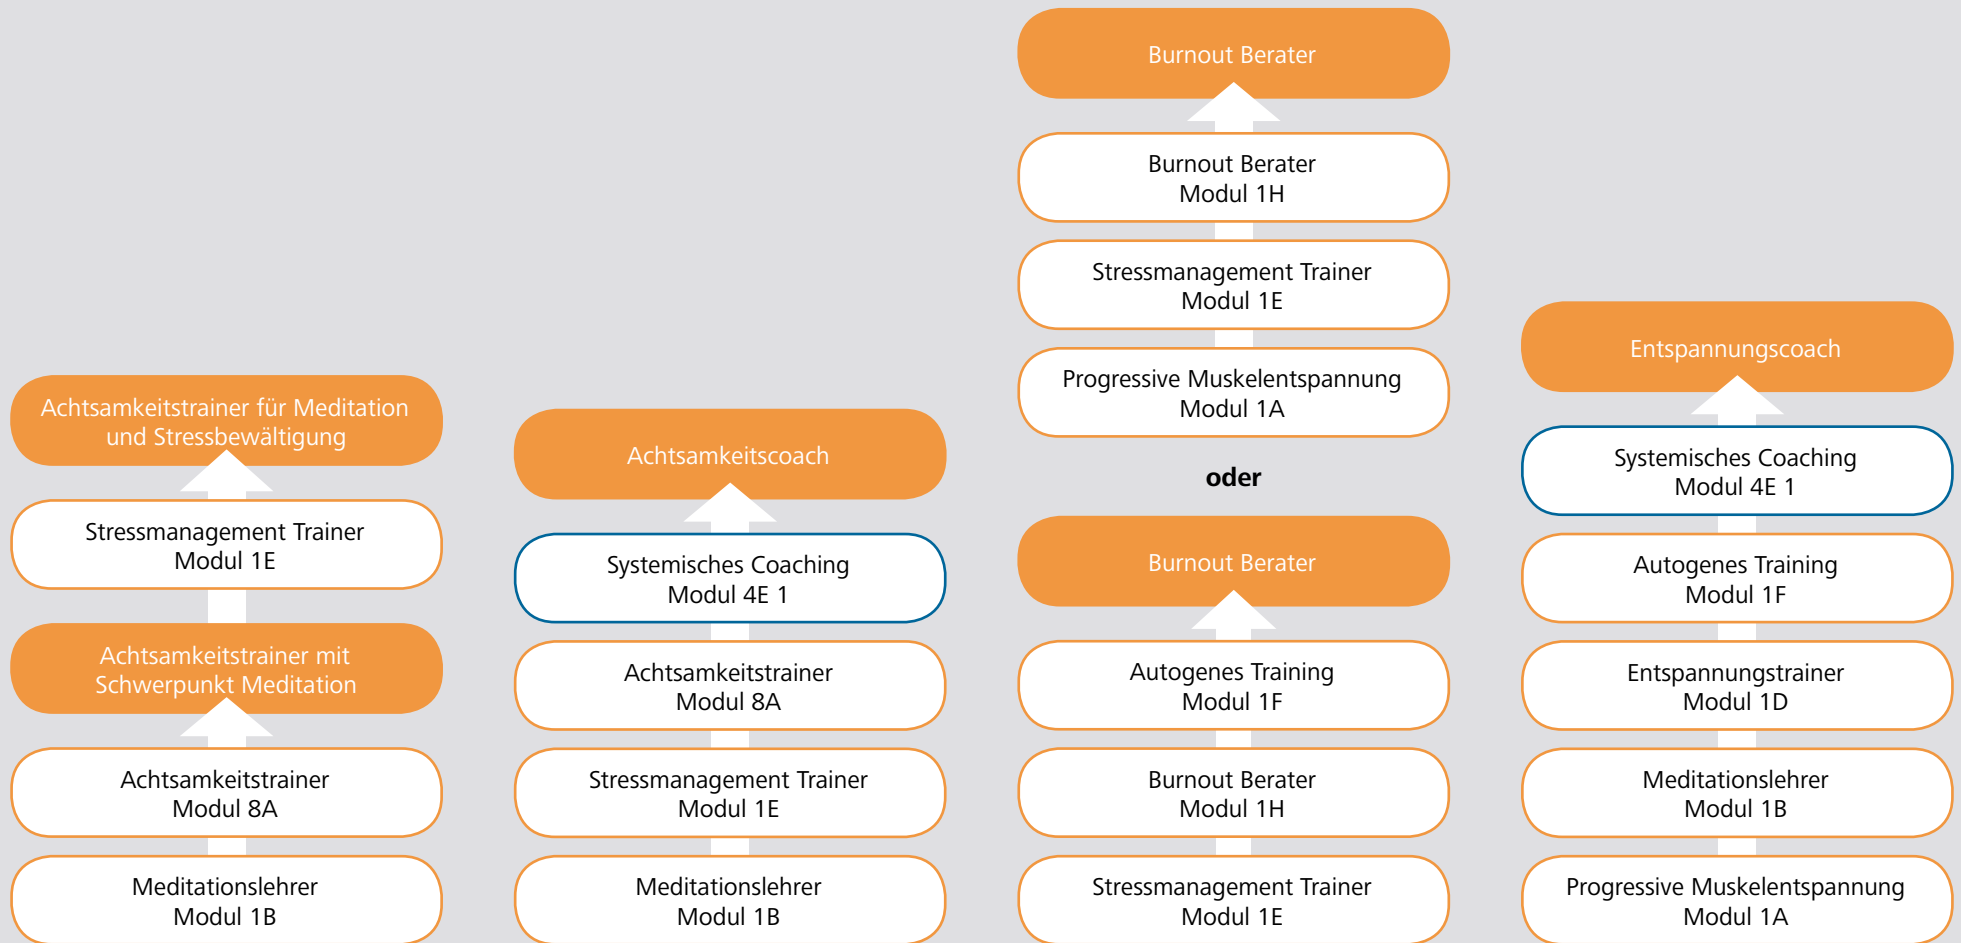 Achtsamkeitstrainer für Meditation
und Stressbewältigung
Stressmanagement Trainer
Modul 1E
Achtsamkeitstrainer mit
Schwerpunkt Meditation
Achtsamkeitstrainer
Modul 8A
Meditationslehrer
Modul 1B
Achtsamkeitscoach
Systemisches Coaching
Modul 4E 1
Achtsamkeitstrainer
Modul 8A
Stressmanagement Trainer
Modul 1E
Meditationslehrer
Modul 1B
Burnout Berater
Burnout Berater
Modul 1H
Stressmanagement Trainer
Modul 1E
Progressive Muskelentspannung
Modul 1A
oder
Burnout Berater
Autogenes Training
Modul 1F
Burnout Berater
Modul 1H
Stressmanagement Trainer
Modul 1E
Entspannungscoach
Systemisches Coaching
Modul 4E 1
Autogenes Training
Modul 1F
Entspannungstrainer
Modul 1D
Meditationslehrer
Modul 1B
Progressive Muskelentspannung
Modul 1A